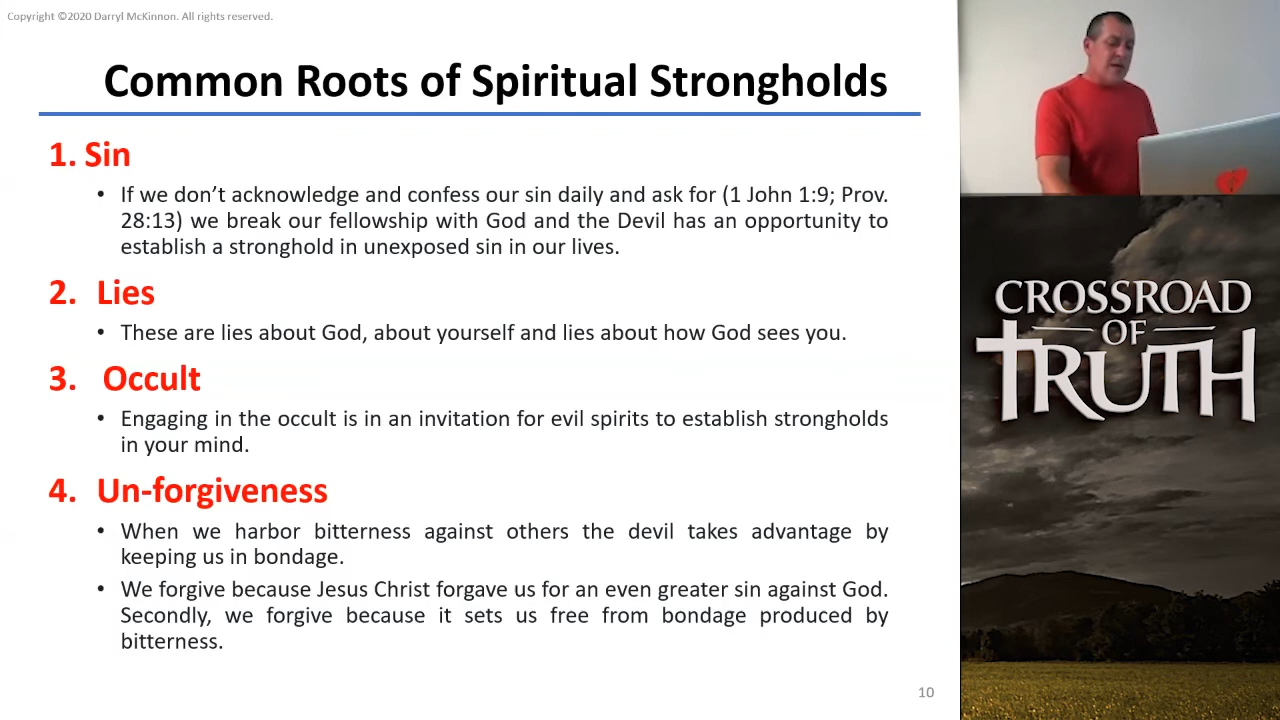 Copyright ©2020 Darryl McKinnon. All rights reserved.
Common Roots of Spiritual Strongholds
1. Sin
• If we don’t acknowledge and confess our sin daily and ask for (1 John 1:9; Prov.
28:13) we break our fellowship with God and the Devil has an opportunity to
establish a stronghold in unexposed sin in our lives.
2. Lies
• These are lies about God, about yourself and lies about how God sees you.
3. Occult
• Engaging in the occult is in an invitation for evil spirits to establish strongholds
in your mind.
4. Un-forgiveness
• When we harbor bitterness against others the devil takes advantage by
keeping us in bondage.
• We forgive because Jesus Christ forgave us for an even greater sin against God.
Secondly, we forgive because it sets us free from bondage produced by
bitterness.
10
CROSSROAD
OF
TRUTH